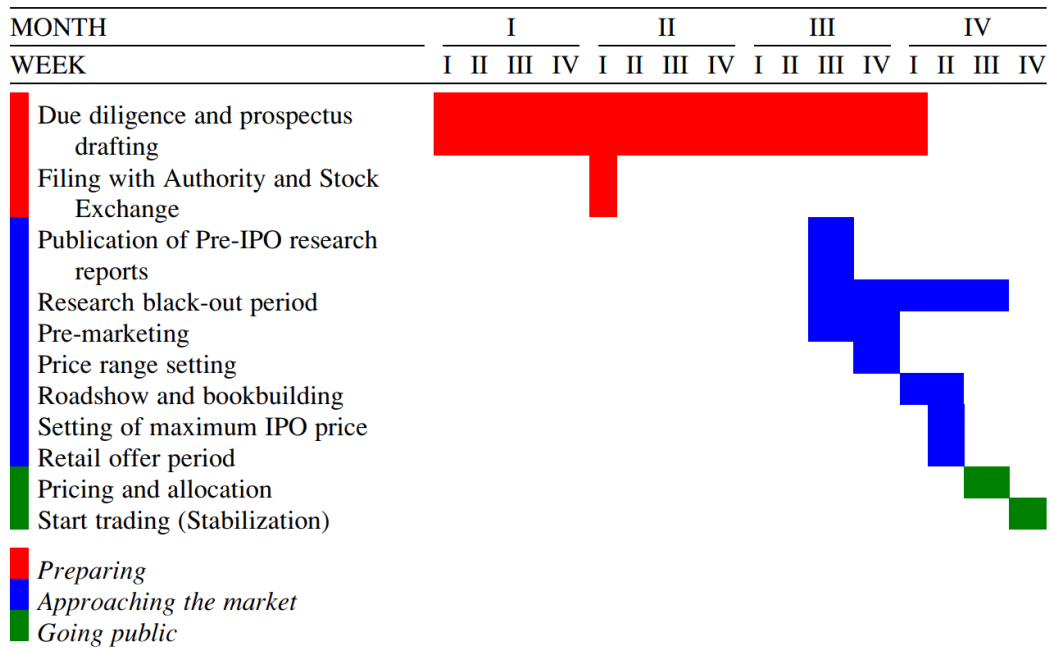 MONTH I II III IV
WEEK I II III IV I II III IV I II III IV I II III IV
Due diligence and prospectus
drafting
Filing with Authority and Stock
Exchange
Publication of Pre-IPO research
reports
Research black-out period
Pre-marketing
Price range setting
Roadshow and bookbuilding
Setting of maximum IPO price
Retail offer period
Pricing and allocation
Start trading (Stabilization)
Preparing
Approaching the market
Going public